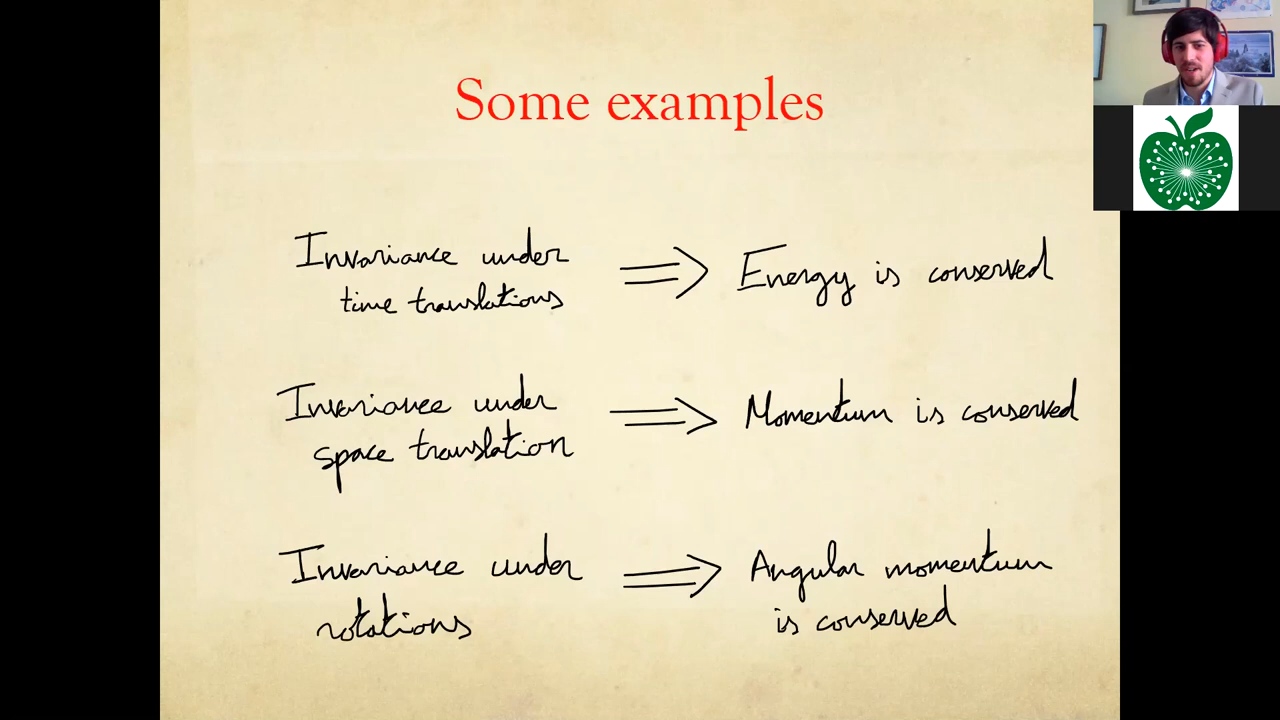 Some examples
Invariance under
time translations
⇒ Energy is conserved
Invariance under
space translation
⇒ Momentum is conserved
Invariance under
rotations
⇒ Angular momentum
is conserved